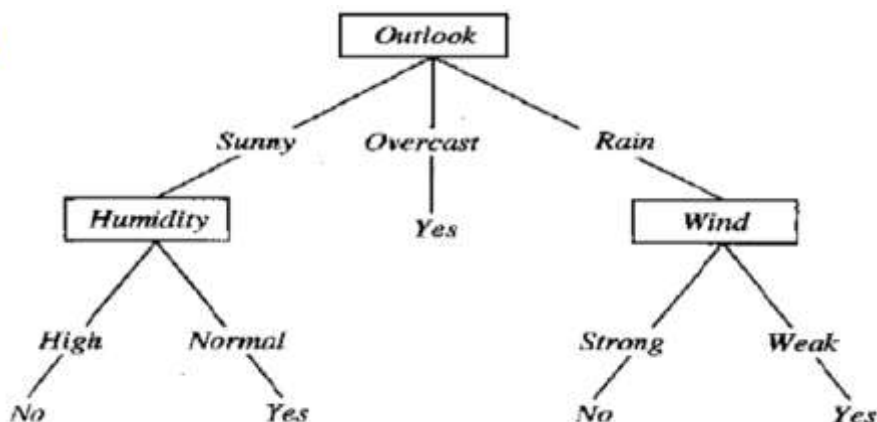 Outlook
Sunny Overcast Rain
Humidity Yes Wind
High Normal Strong Weak
No Yes No Yes